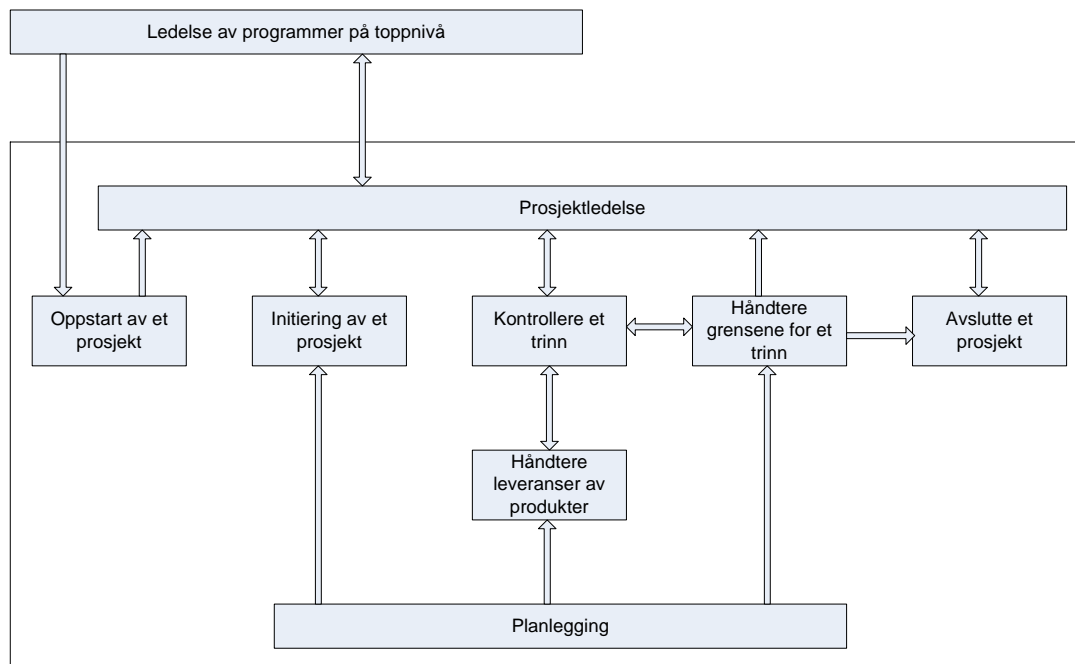 Ledelse av programmer på toppnivå
Prosjektledelse
Oppstart av et
prosjekt
Initiering av et
prosjekt
Kontrollere et
trinn
Håndtere
grensene for et
trinn
Avslutte et
prosjekt
Håndtere
leveranser av
produkter
Planlegging